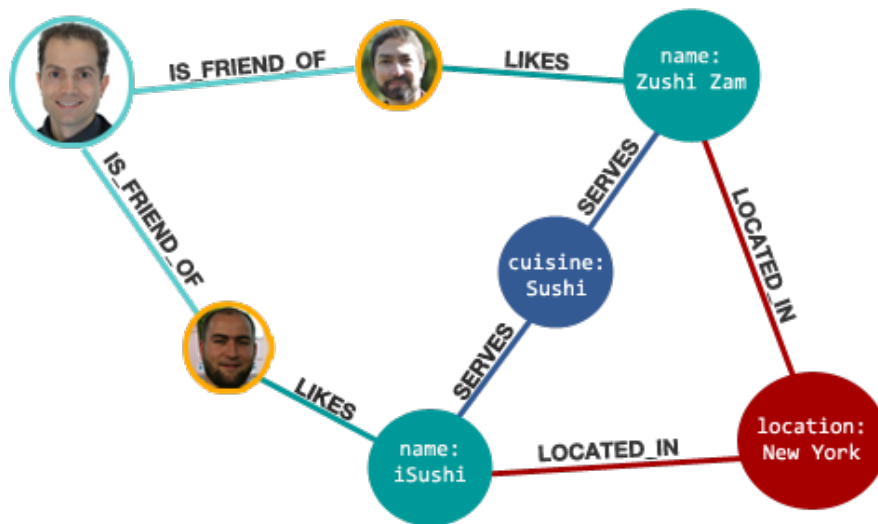 IS_FRIEND_OF
LIKES
name:
Zushi Zam
IS_FRIEND_OF
SERVES
LOCATED_IN
cuisine:
Sushi
SERVES
LIKES
name:
iSushi
LOCATED_IN
location:
New York